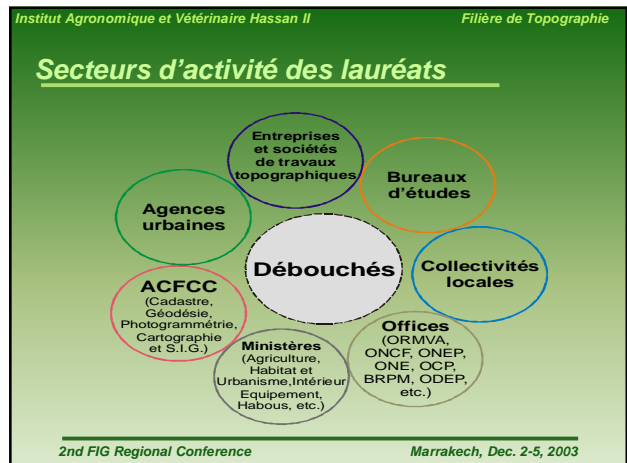 Institut Agronomique et Vétérinaire Hassan II
Filière de Topographie
Secteurs d'activité des lauréats
Entreprises
et sociétés
de travaux
topographiques
Bureaux
d'études
Agences
urbaines
Débouchés
Collectivités
locales
ACFCC
(Cadastre,
Géodésie,
Photogrammétrie,
Cartographie
et S.I.G.)
Ministères
(Agriculture,
Habitat et
Urbanisme,Intérieur
Equipement,
Habous, etc.)
Offices
(ORMVA,
ONCF, ONEP,
ONE, OCP,
BRPM, ODEP,
etc.)
2nd FIG Regional Conference
Marrakech, Dec. 2-5, 2003